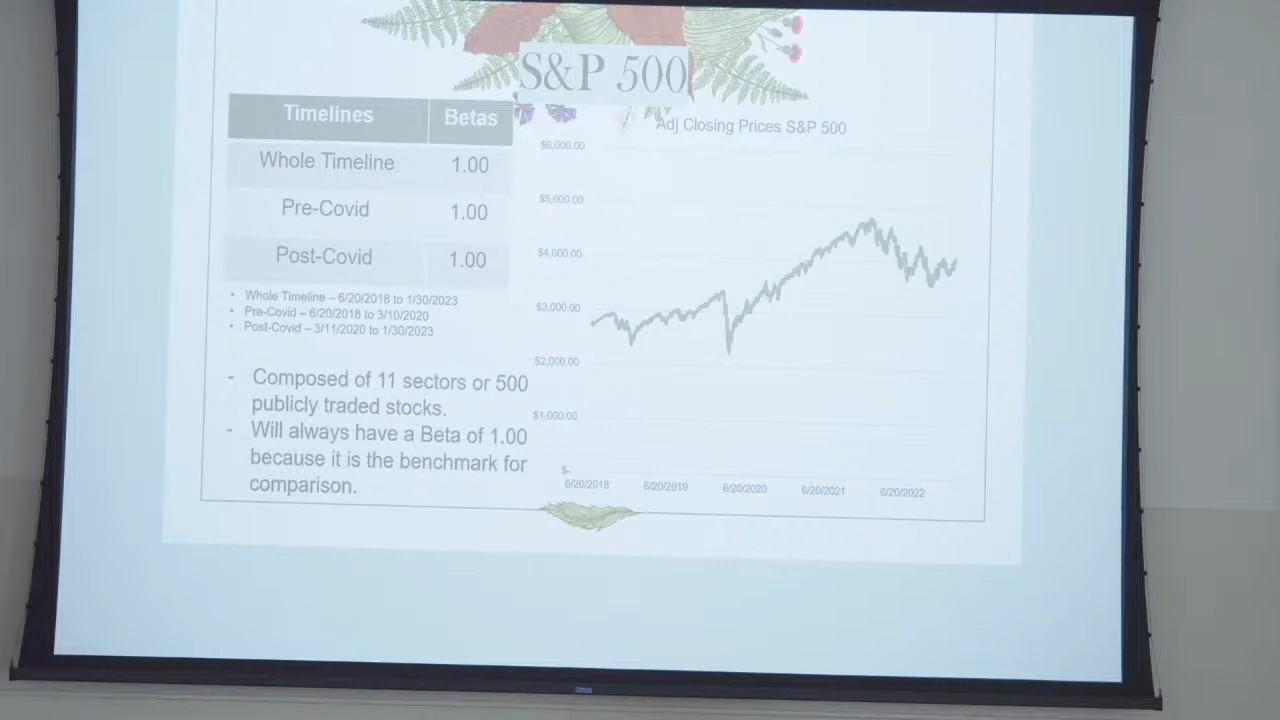 S&P 500
Timelines Betas
Whole Timeline 1.00
Pre-Covid 1.00
Post-Covid 1.00
• Whole Timeline – 6/20/2018 to 1/30/2023
• Pre-Covid – 6/20/2018 to 3/10/2020
• Post-Covid – 3/11/2020 to 1/30/2023
- Composed of 11 sectors or 500
publicly traded stocks.
- Will always have a Beta of 1.00
because it is the benchmark for
comparison.
Adj Closing Prices S&P 500
$6,000.00
$5,000.00
$4,000.00
$3,000.00
$2,000.00
$1,000.00
$-
6/20/2018 6/20/2019 6/20/2020 6/20/2021 6/20/2022